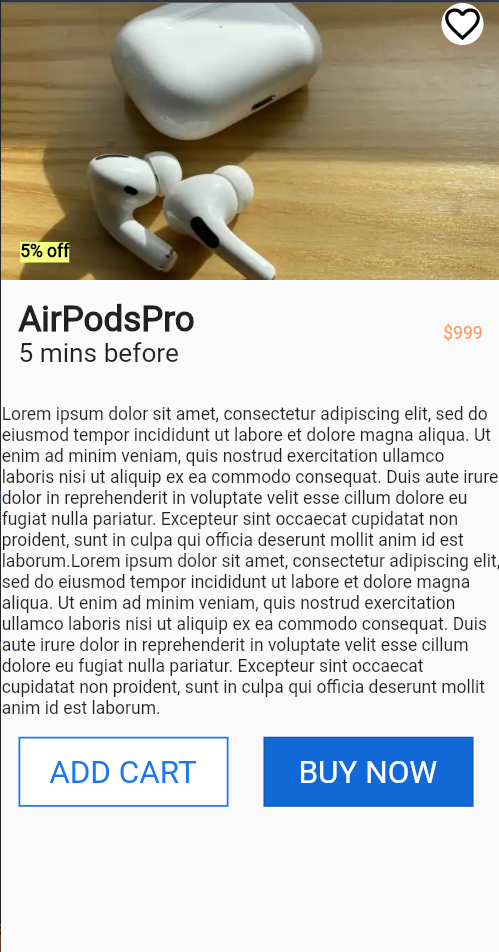 5% off
AirPodsPro
$999
5 mins before
Lorem ipsum dolor sit amet, consectetur adipiscing elit, sed do
eiusmod tempor incididunt ut labore et dolore magna aliqua. Ut
enim ad minim veniam, quis nostrud exercitation ullamco
laboris nisi ut aliquip ex ea commodo consequat. Duis aute irure
dolor in reprehenderit in voluptate velit esse cillum dolore eu
fugiat nulla pariatur. Excepteur sint occaecat cupidatat non
proident, sunt in culpa qui officia deserunt mollit anim id est
laborum.Lorem ipsum dolor sit amet, consectetur adipiscing elit,
sed do eiusmod tempor incididunt ut labore et dolore magna
aliqua. Ut enim ad minim veniam, quis nostrud exercitation
ullamco laboris nisi ut aliquip ex ea commodo consequat. Duis
aute irure dolor in reprehenderit in voluptate velit esse cillum
dolore eu fugiat nulla pariatur. Excepteur sint occaecat
cupidatat non proident, sunt in culpa qui officia deserunt mollit
anim id est laborum.
ADD CART
BUY NOW